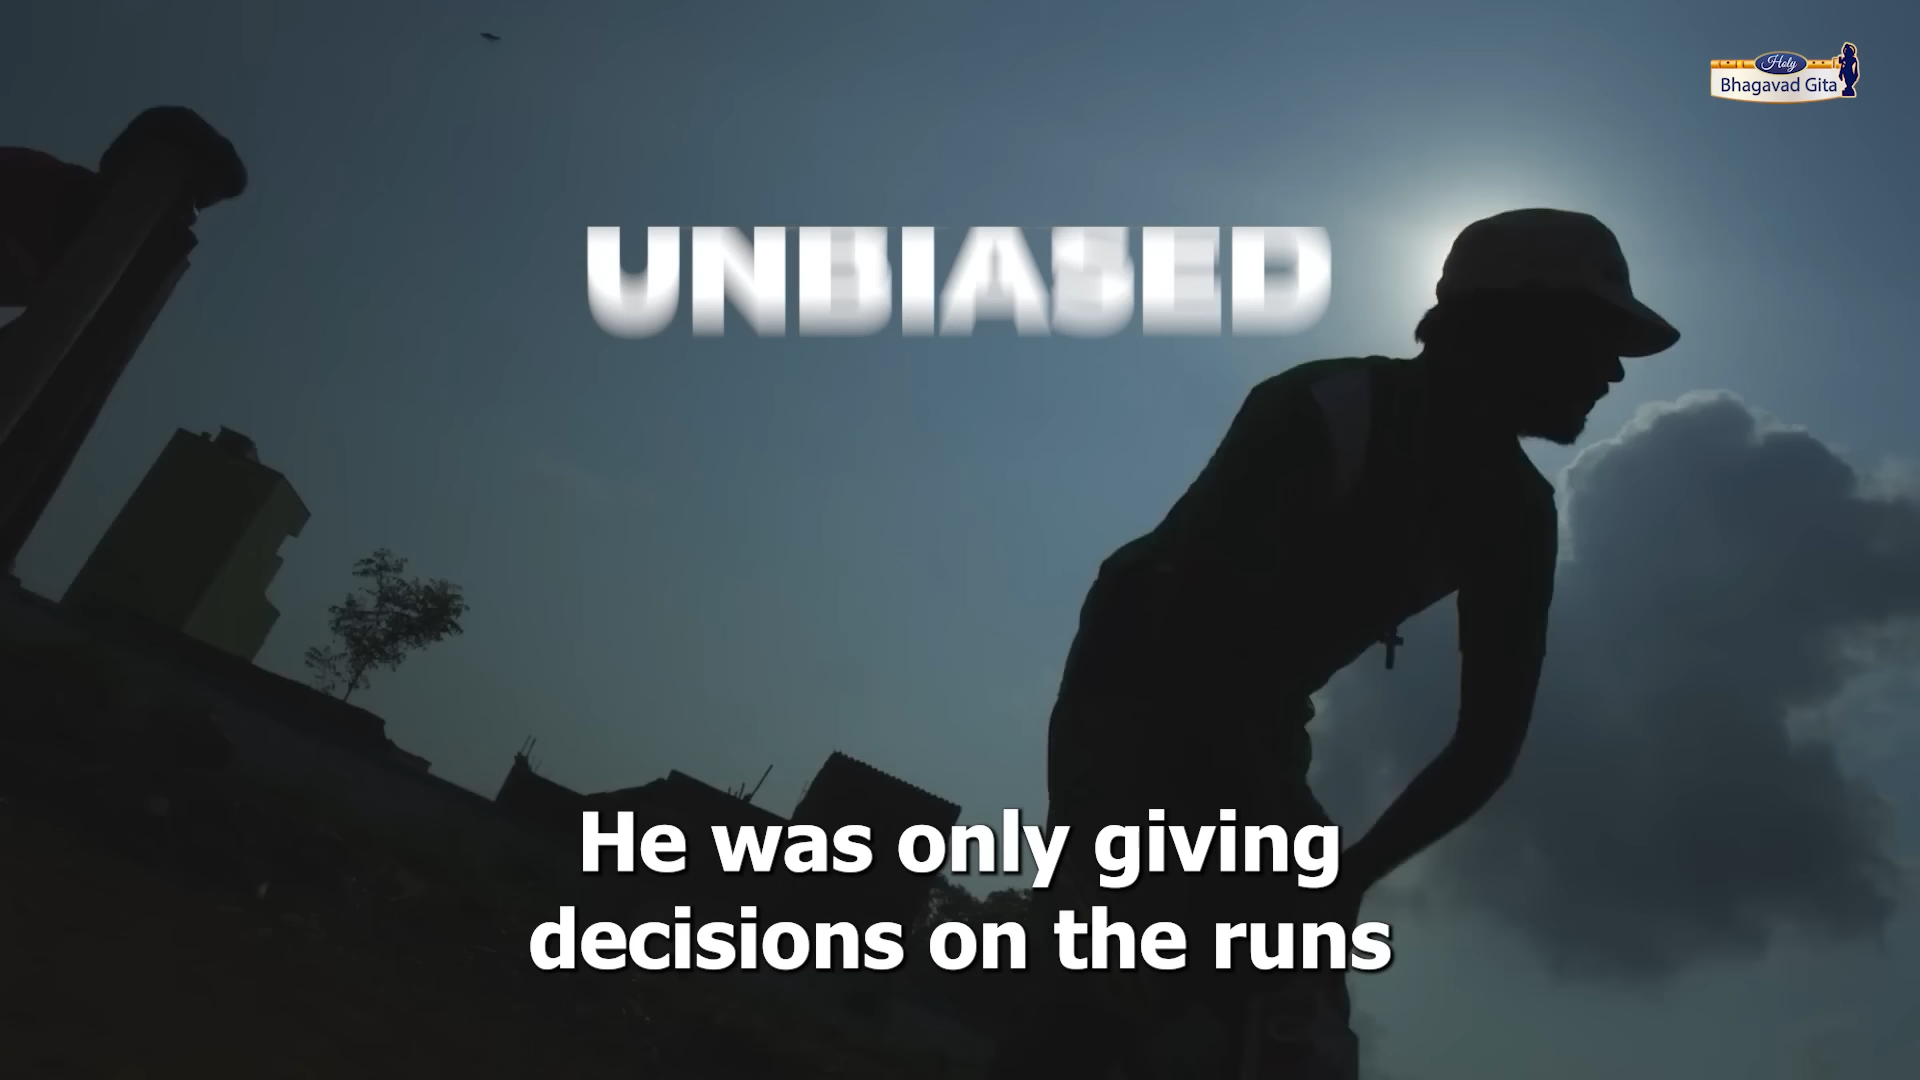 Holy
Bhagavad Gita
UNBIASED
He was only giving
decisions on the runs